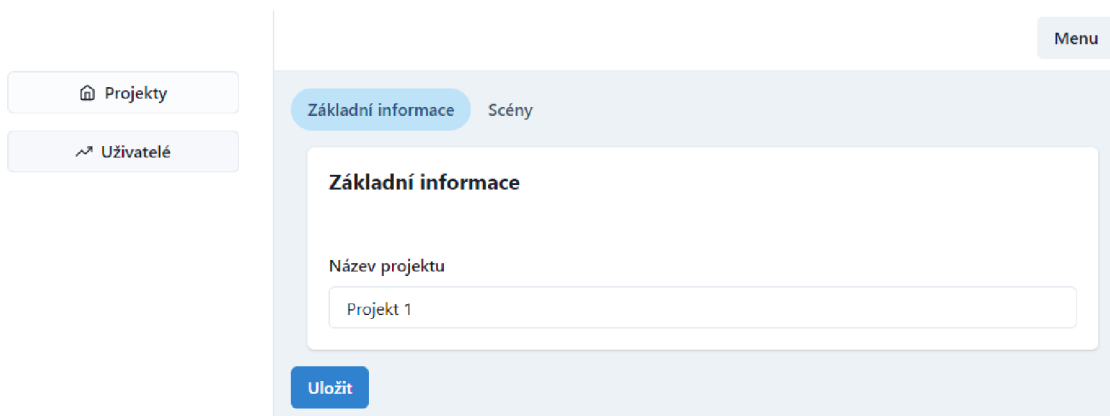 Menu
Projekty
Uživatelé
Základní informace Scény
Základní informace
Název projektu
Projekt 1
Uložit